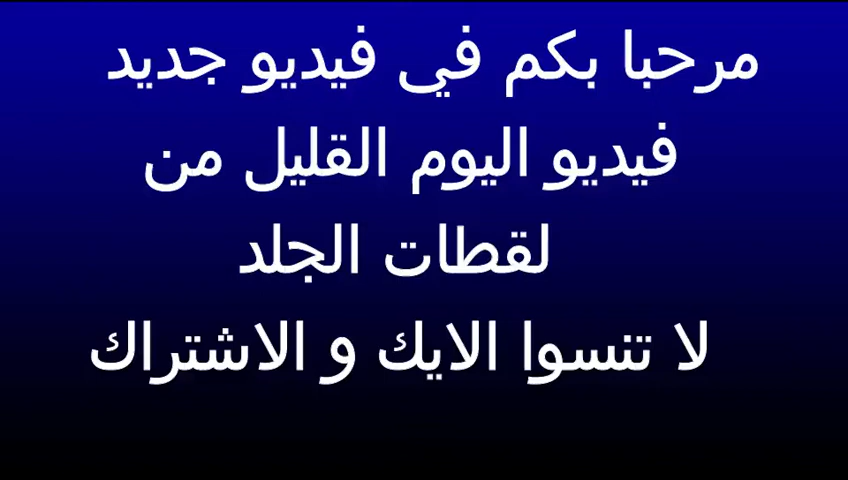 مرحبا بكم في فيديو جديد
فيديو اليوم القليل من
لقطات الجلد
لا تنسوا الايك و الاشتراك